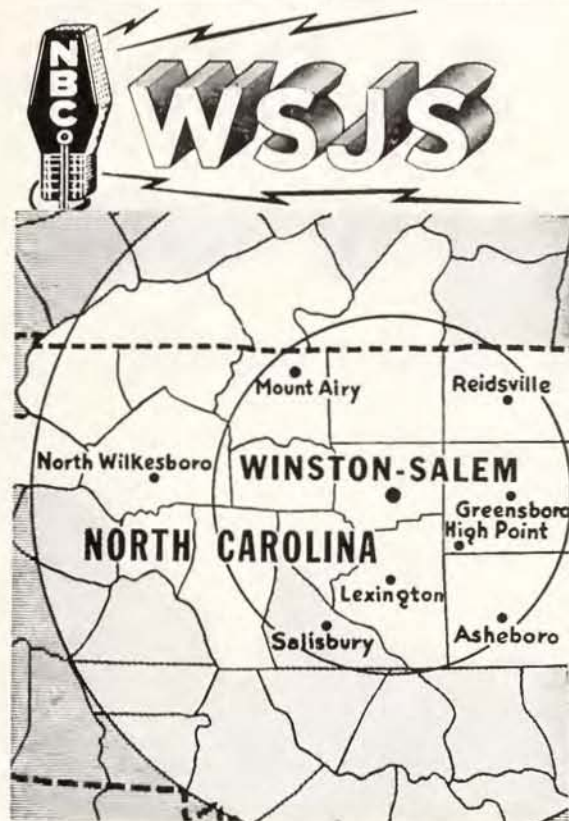 NBC
WSJS
Mount Airy
Reidsville
North Wilkesboro
WINSTON-SALEM
Greensboro
High Point
NORTH CAROLINA
Lexington
Salisbury
Asheboro